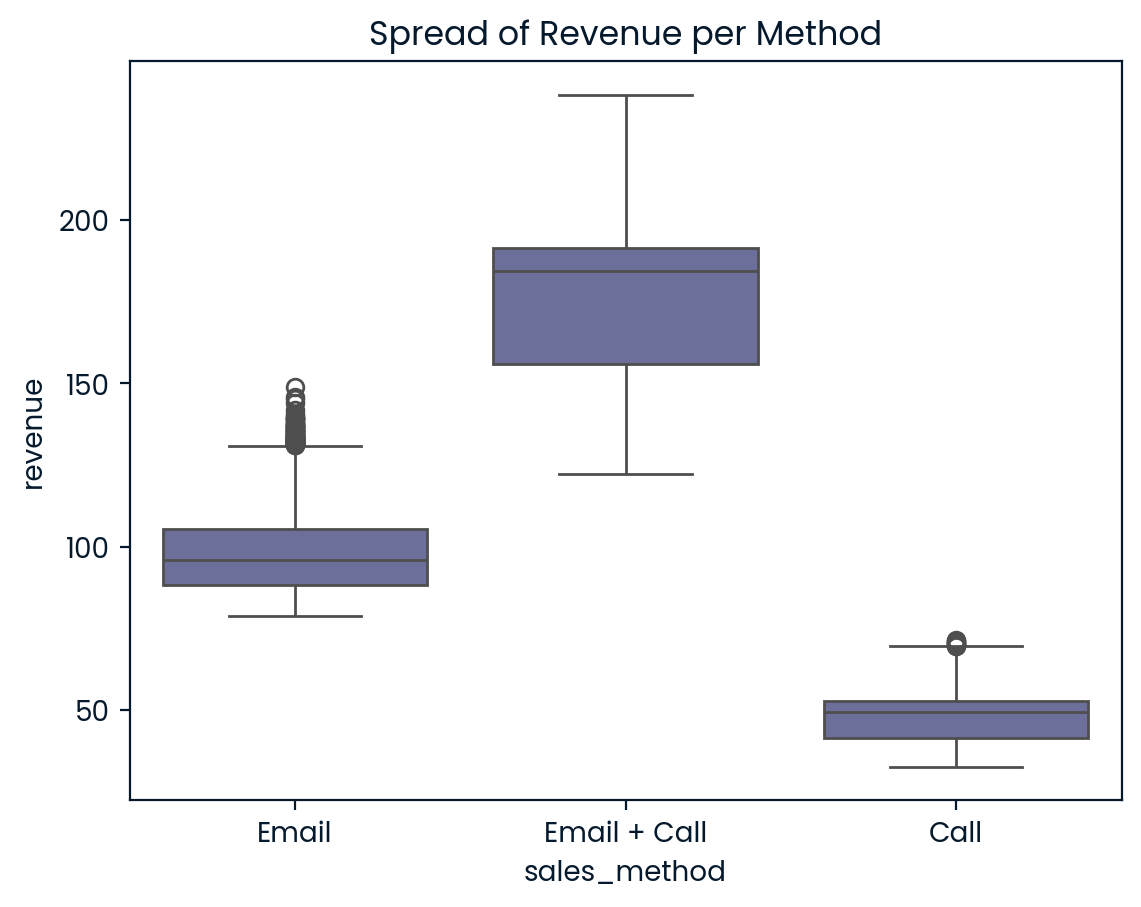 Spread of Revenue per Method
revenue
200
150
100
50
Email
Email + Call
Call
sales_method